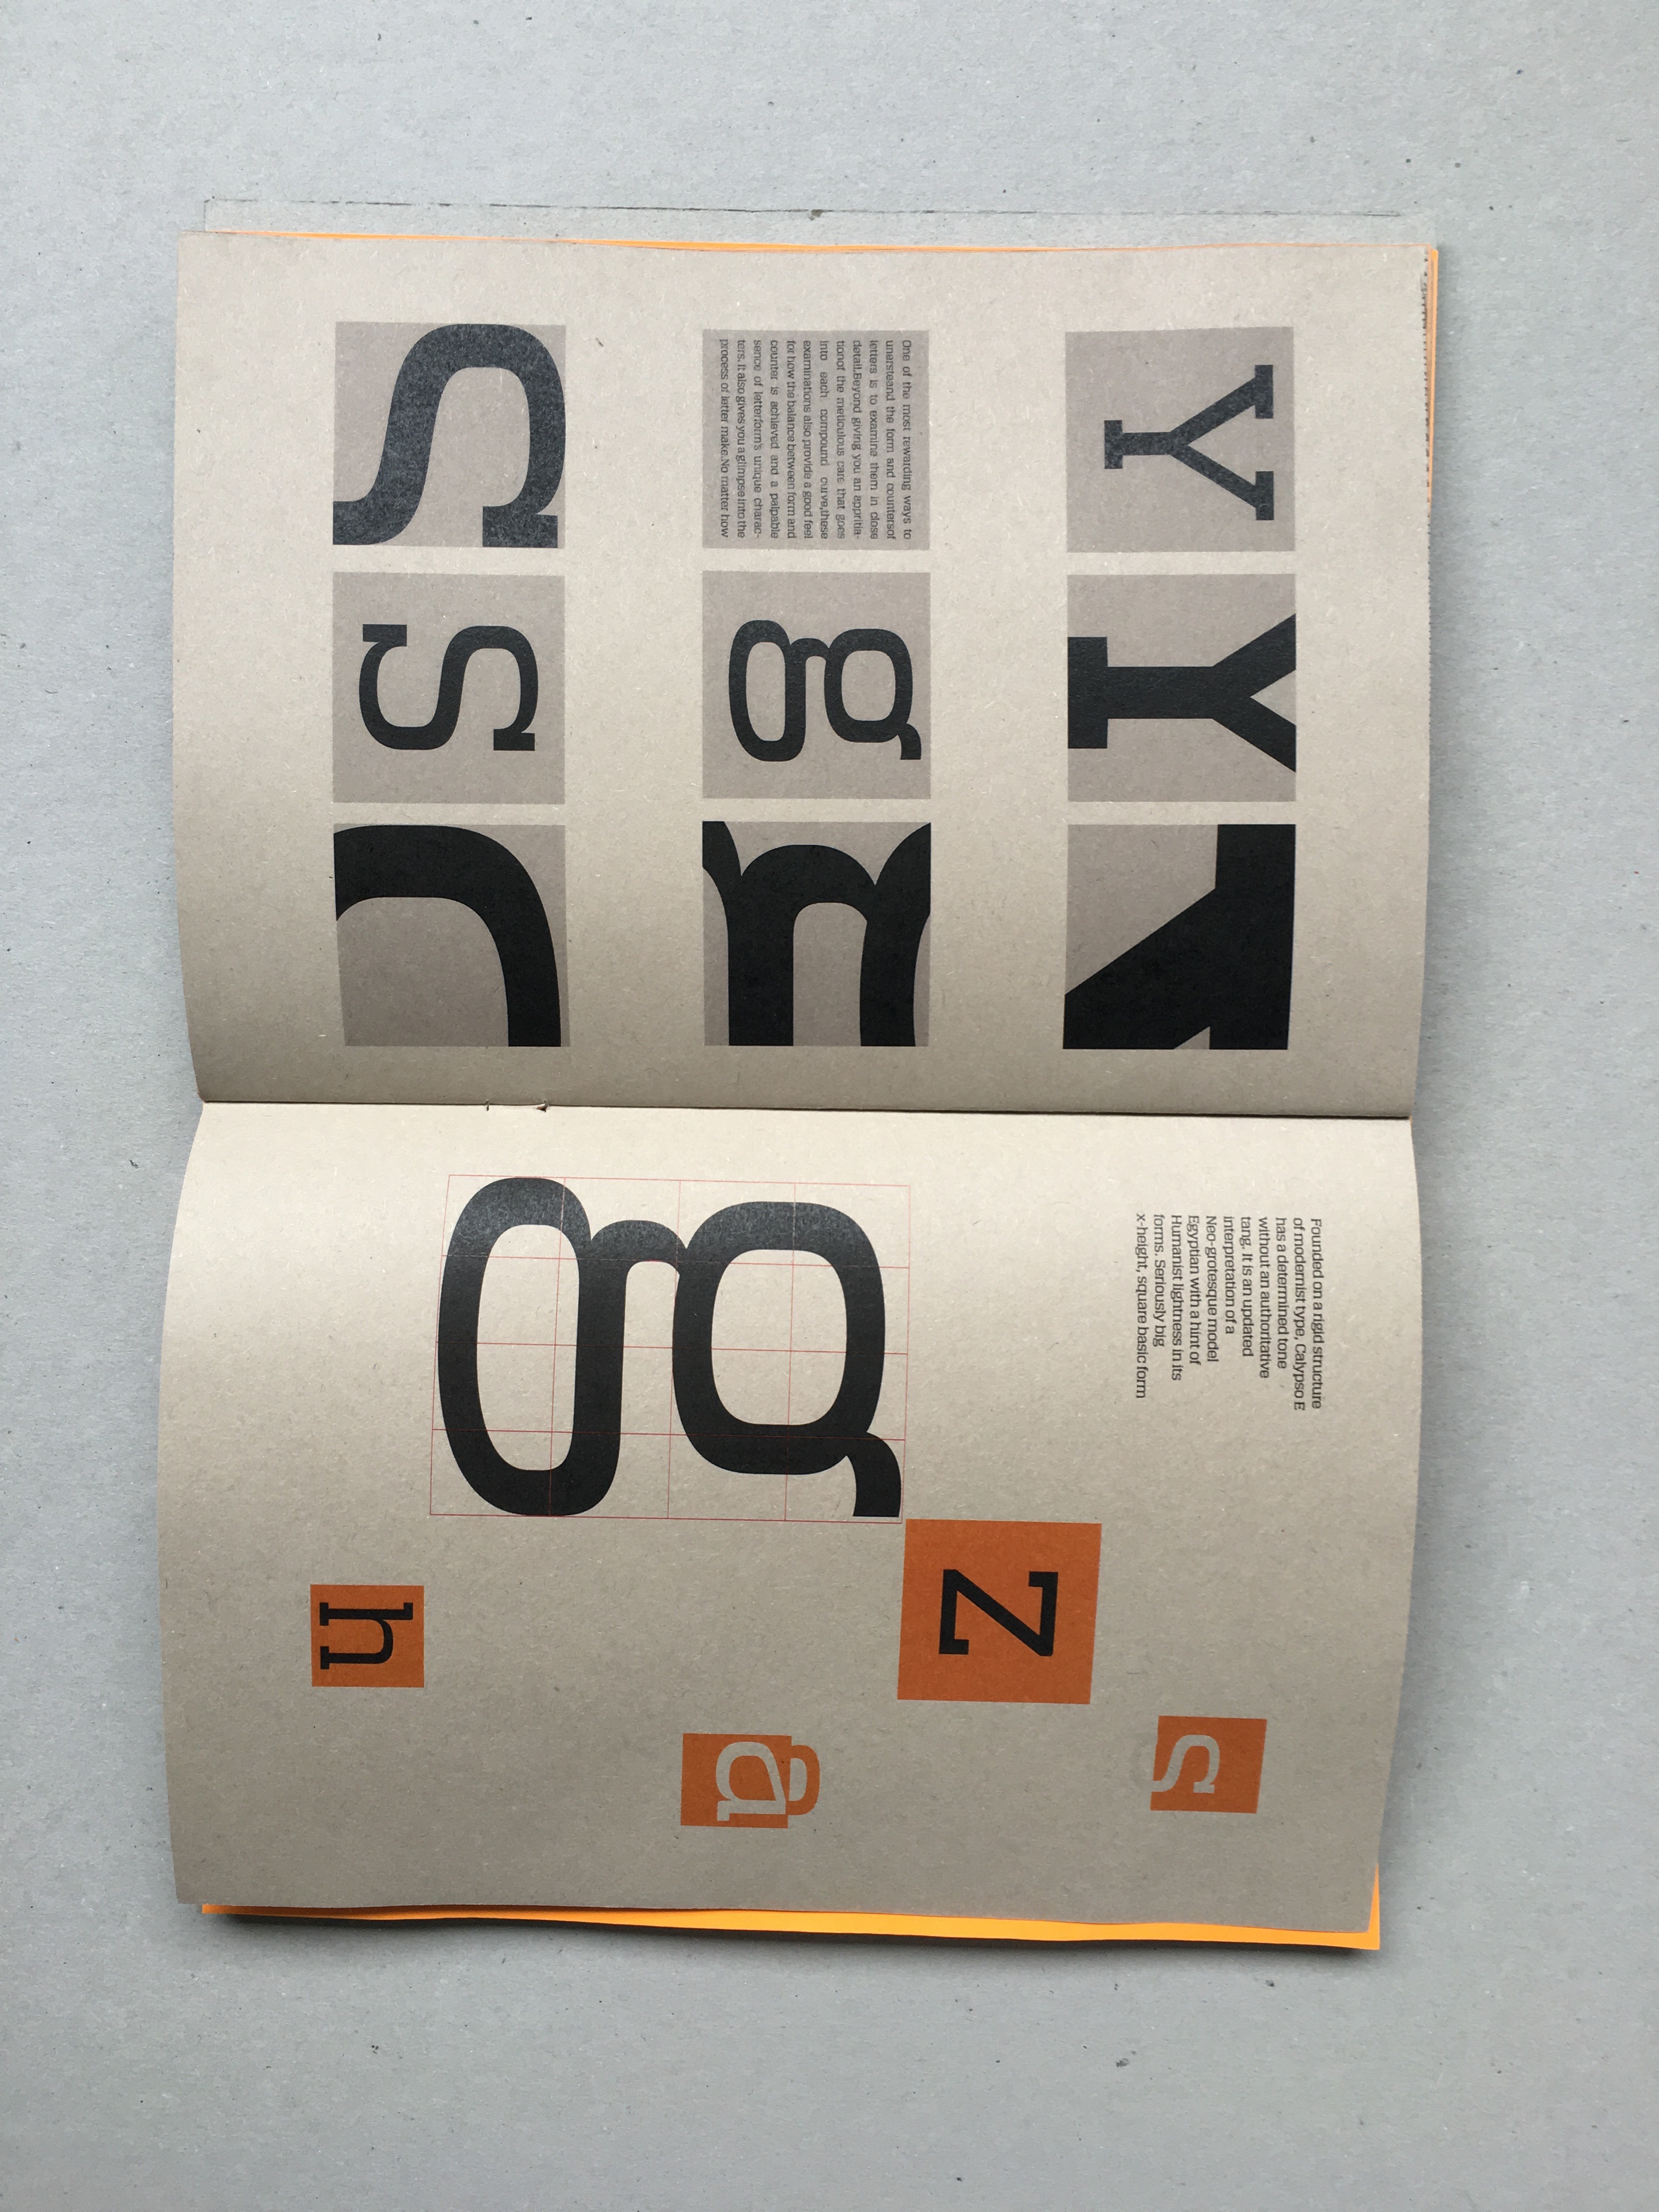 Y Y
One of the most rewarding ways to
unersteand the form and countersof
letters is to examine them in close
detail.Beyond giving you an appritia-
tionof the meticulous care that goes
into each compound curve,these
examinations also provide a good feel
for how the balance between form and
counter is achieved and a palpable
sence of letterform's unique charac-
ters. It also gives you a glimpse into the
process of letter make.No matter how
g
S S
Founded on a rigid structure
of modernist type, Calypso E
has a determined tone
without an authoritative
tang. It is an updated
interpretation of a
Neo-grotesque model
Egyptian with a hint of
Humanist lightness in its
forms. Seriously big
x-height, square basic form
s
z
g
a
h